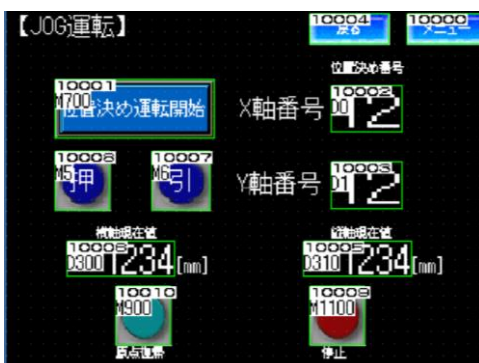 【JOG運転】
10004
戻る
10000
メニュー
位置決め番号
10001
M700
位置決め運転開始
X軸番号
10002
D0
12
10006
M5
押
10007
M6
引
Y軸番号
10003
D1
12
横軸現在値
10008
D300
1234
[mm]
縦軸現在値
10005
D310
1234
[mm]
10010
M900
原点復帰
10009
M1100
停止